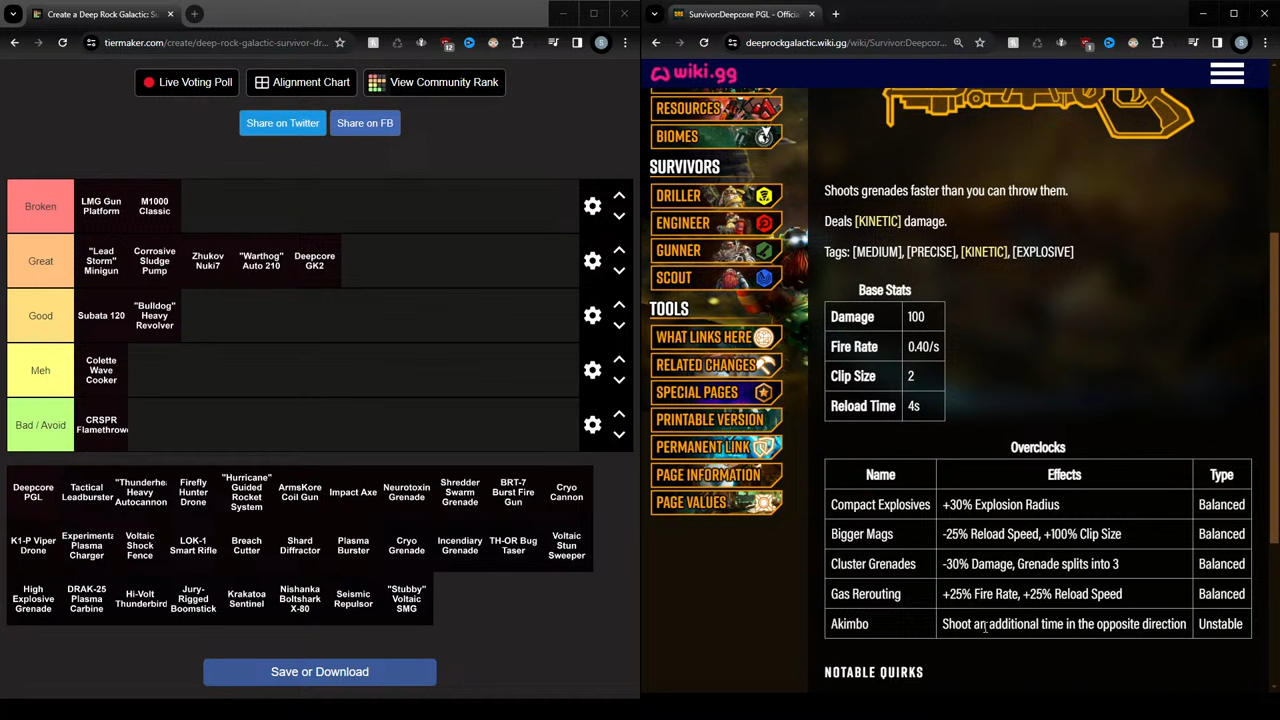 Create a Deep Rock Galactic: Su
tiermaker.com/create/deep-rock-galactic-survivor-dr...
12
S
Live Voting Poll
Alignment Chart
View Community Rank
Share on Twitter
Share on FB
Broken
LMG Gun Platform
M1000 Classic
Great
"Lead Storm" Minigun
Corrosive Sludge Pump
Zhukov Nuki7
"Warthog" Auto 210
Deepcore GK2
Good
Subata 120
"Bulldog" Heavy Revolver
Meh
Colette Wave Cooker
Bad / Avoid
CRSPR Flamethrowe
Deepcore PGL
Tactical Leadburster
"Thunderhe Heavy Autocannon
Firefly Hunter Drone
"Hurricane" Guided Rocket System
ArmsKore Coil Gun
Impact Axe
Neurotoxin Grenade
Shredder Swarm Grenade
BRT-7 Burst Fire Gun
Cryo Cannon
K1-P Viper Drone
Experimenta Plasma Charger
Voltaic Shock Fence
LOK-1 Smart Rifle
Breach Cutter
Shard Diffractor
Plasma Burster
Cryo Grenade
Incendiary Grenade
TH-OR Bug Taser
Voltaic Stun Sweeper
High Explosive Grenade
DRAK-25 Plasma Carbine
Hi-Volt Thunderbird
Jury-Rigged Boomstick
Krakatoa Sentinel
Nishanka Boltshark X-80
Seismic Repulsor
"Stubby" Voltaic SMG
Save or Download
Survivor:Deepcore PGL - Offici
deeprockgalactic.wiki.gg/wiki/Survivor:Deepcor...
1
S
wiki.gg
RESOURCES
BIOMES
SURVIVORS
DRILLER
ENGINEER
GUNNER
SCOUT
TOOLS
WHAT LINKS HERE
RELATED CHANGES
SPECIAL PAGES
PRINTABLE VERSION
PERMANENT LINK
PAGE INFORMATION
PAGE VALUES
Shoots grenades faster than you can throw them.
Deals [KINETIC] damage.
Tags: [MEDIUM], [PRECISE], [KINETIC], [EXPLOSIVE]
Base Stats
Damage 100
Fire Rate 0.40/s
Clip Size 2
Reload Time 4s
Overclocks
Name Effects Type
Compact Explosives +30% Explosion Radius Balanced
Bigger Mags -25% Reload Speed, +100% Clip Size Balanced
Cluster Grenades -30% Damage, Grenade splits into 3 Balanced
Gas Rerouting +25% Fire Rate, +25% Reload Speed Balanced
Akimbo Shoot an additional time in the opposite direction Unstable
NOTABLE QUIRKS